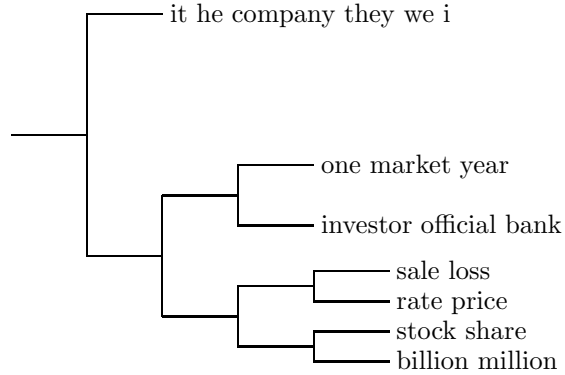 it he company they we i
one market year
investor official bank
sale loss
rate price
stock share
billion million